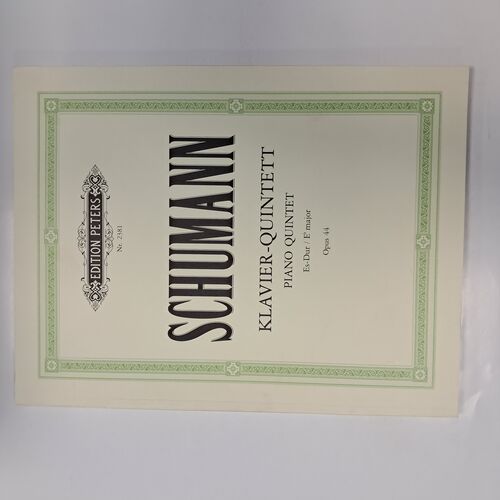 EDITION PETERS
Nr. 2381
SCHUMANN
KLAVIER-QUINTETT
PIANO QUINTET
Es-Dur / E♭ major
Opus 44